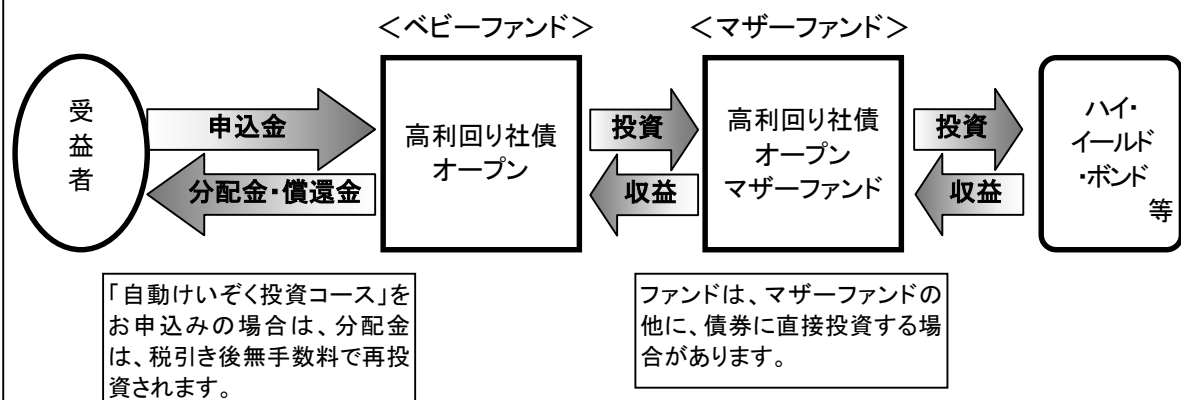 ＜ベビーファンド＞
＜マザーファンド＞
受益者
申込金
分配金・償還金
高利回り社債
オープン
投資
収益
高利回り社債
オープン
マザーファンド
投資
収益
ハイ・
イールド
・ボンド
等
「自動けいぞく投資コース」を
お申込みの場合は、分配金
は、税引き後無手数料で再投
資されます。
ファンドは、マザーファンドの
他に、債券に直接投資する場
合があります。